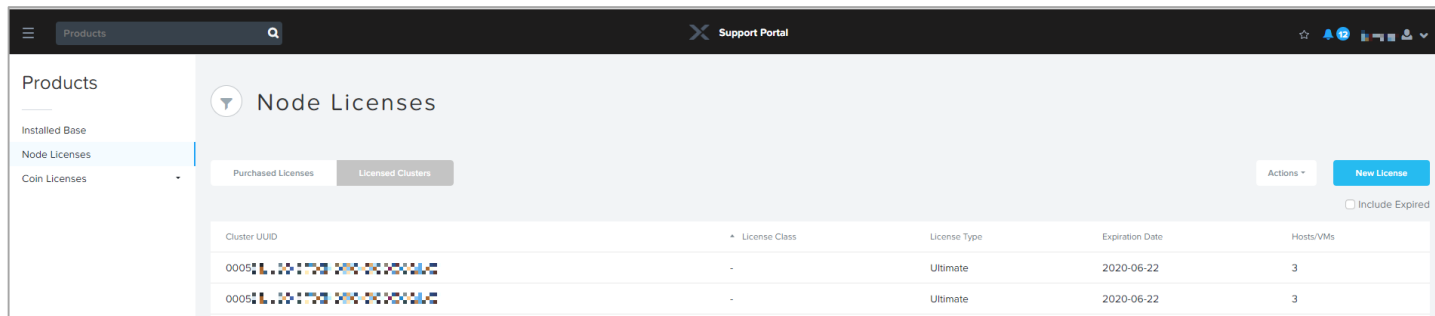 Products
Support Portal
12
Products
Installed Base
Node Licenses
Coin Licenses
Node Licenses
Purchased Licenses Licensed Clusters
Actions New License
Include Expired
Cluster UUID License Class License Type Expiration Date Hosts/VMs
0005 - Ultimate 2020-06-22 3
0005 - Ultimate 2020-06-22 3